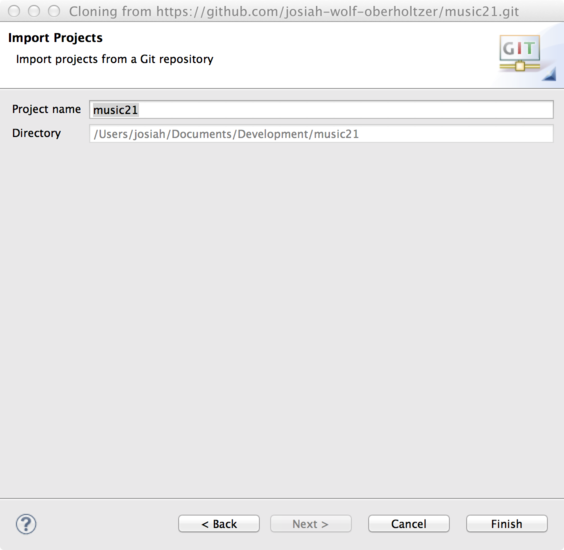 Cloning from https://github.com/josiah-wolf-oberholtzer/music21.git
Import Projects
Import projects from a Git repository
GIT
Project name music21
Directory /Users/josiah/Documents/Development/music21
? < Back Next > Cancel Finish